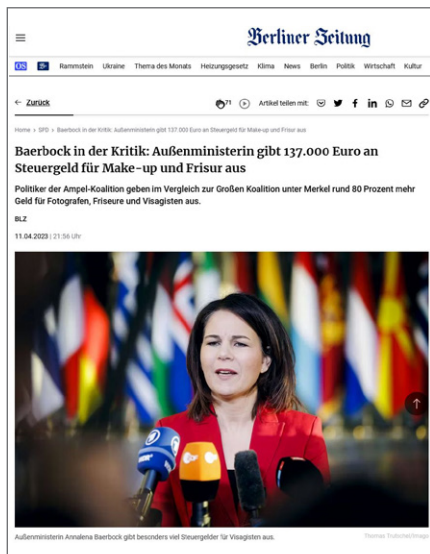 Berliner Zeitung
OS Rammstein Ukraine Thema des Monats Heizungsgesetz Klima News Berlin Politik Wirtschaft Kultur
← Zurück
71 Artikel teilen mit:
Home > SPD > Baerbock in der Kritik: Außenministerin gibt 137.000 Euro an Steuergeld für Make-up und Frisur aus
Baerbock in der Kritik: Außenministerin gibt 137.000 Euro an
Steuergeld für Make-up und Frisur aus
Politiker der Ampel-Koalition geben im Vergleich zur Großen Koalition unter Merkel rund 80 Prozent mehr
Geld für Fotografen, Friseure und Visagisten aus.
BLZ
11.04.2023 | 21:56 Uhr
Außenministerin Annalena Baerbock gibt besonders viel Steuergelder für Visagisten aus.
Thomas Trutschel/Imago